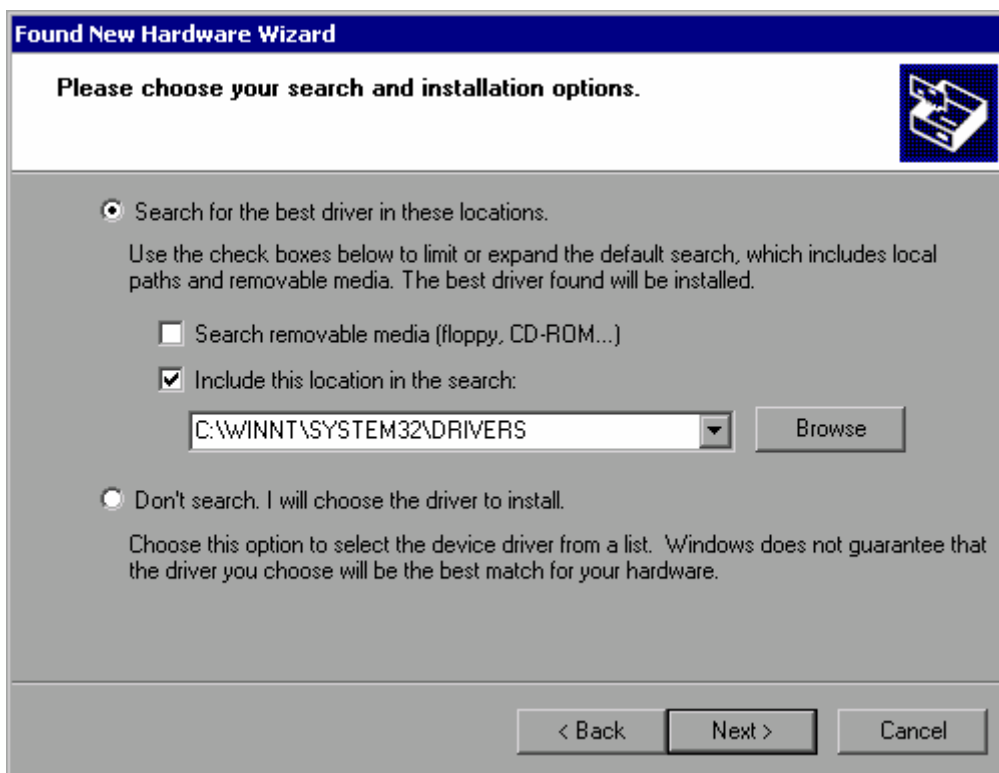 Found New Hardware Wizard
Please choose your search and installation options.
Search for the best driver in these locations.
Use the check boxes below to limit or expand the default search, which includes local
paths and removable media. The best driver found will be installed.
Search removable media (floppy, CD-ROM...)
Include this location in the search:
C:\WINNT\SYSTEM32\DRIVERS
Browse
Don't search. I will choose the driver to install.
Choose this option to select the device driver from a list.  Windows does not guarantee that
the driver you choose will be the best match for your hardware.
< Back
Next >
Cancel